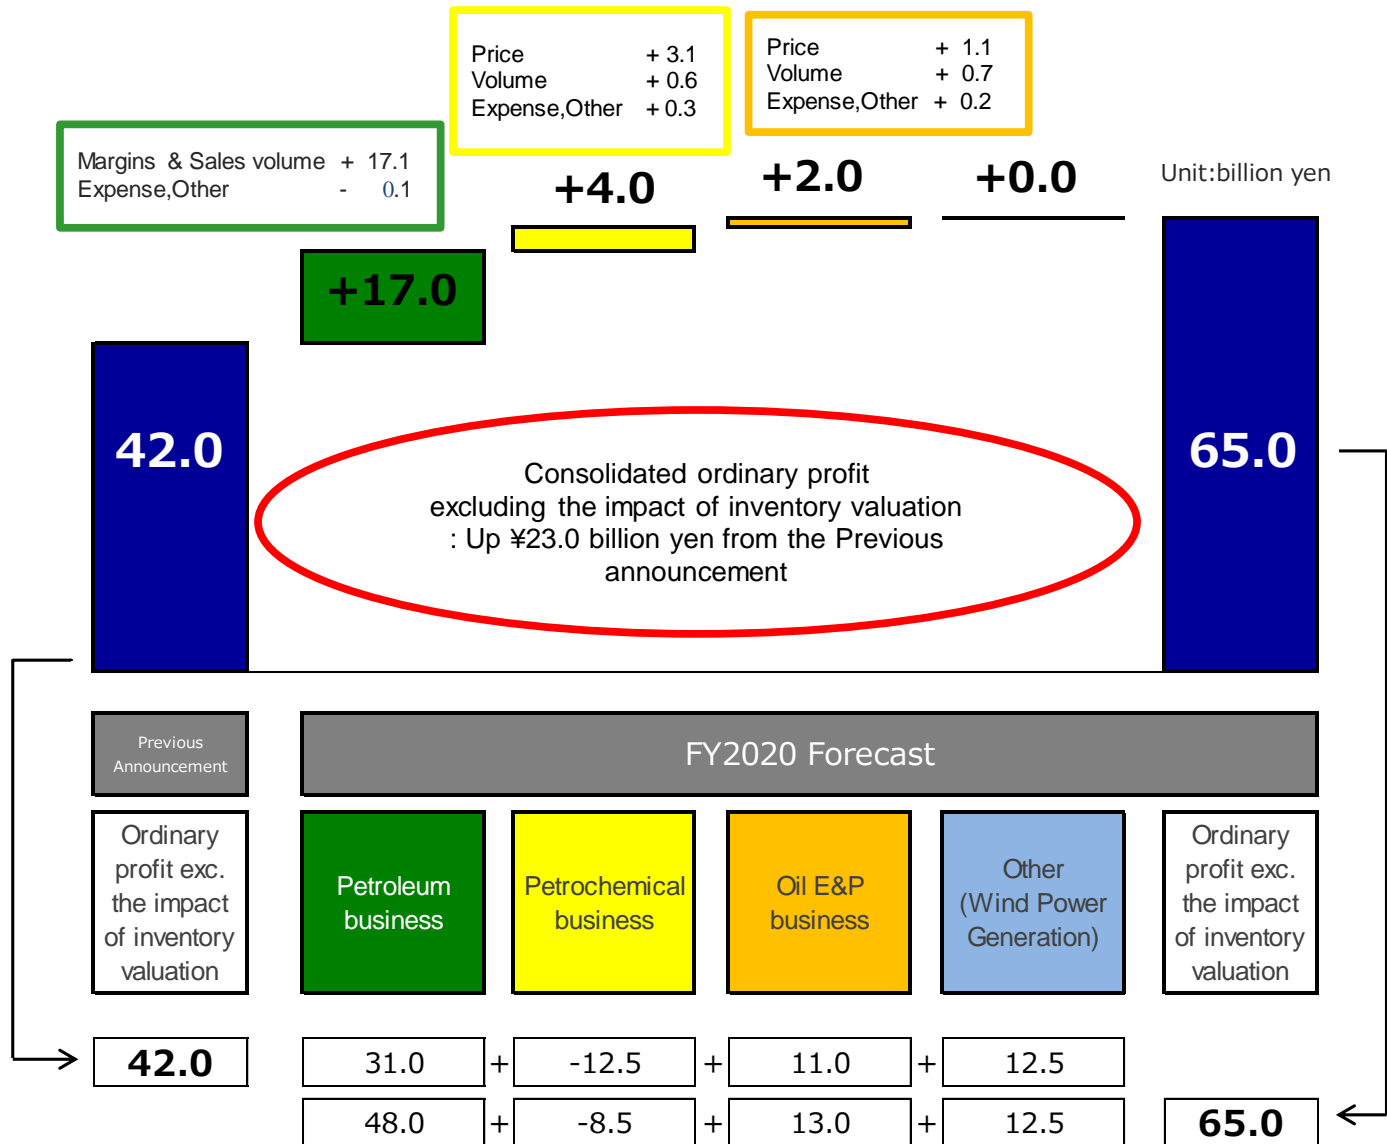 Price + 3.1
Volume + 0.6
Expense,Other + 0.3
Price + 1.1
Volume + 0.7
Expense,Other + 0.2
Margins & Sales volume + 17.1
Expense,Other - 0.1
+4.0
+2.0
+0.0
Unit:billion yen
+17.0
42.0
65.0
Consolidated ordinary profit
excluding the impact of inventory valuation
: Up ¥23.0 billion yen from the Previous
announcement
Previous
Announcement
FY2020 Forecast
Ordinary
profit exc.
the impact
of inventory
valuation
Petroleum
business
Petrochemical
business
Oil E&P
business
Other
(Wind Power
Generation)
Ordinary
profit exc.
the impact
of inventory
valuation
42.0 31.0 + -12.5 + 11.0 + 12.5
48.0 + -8.5 + 13.0 + 12.5 65.0